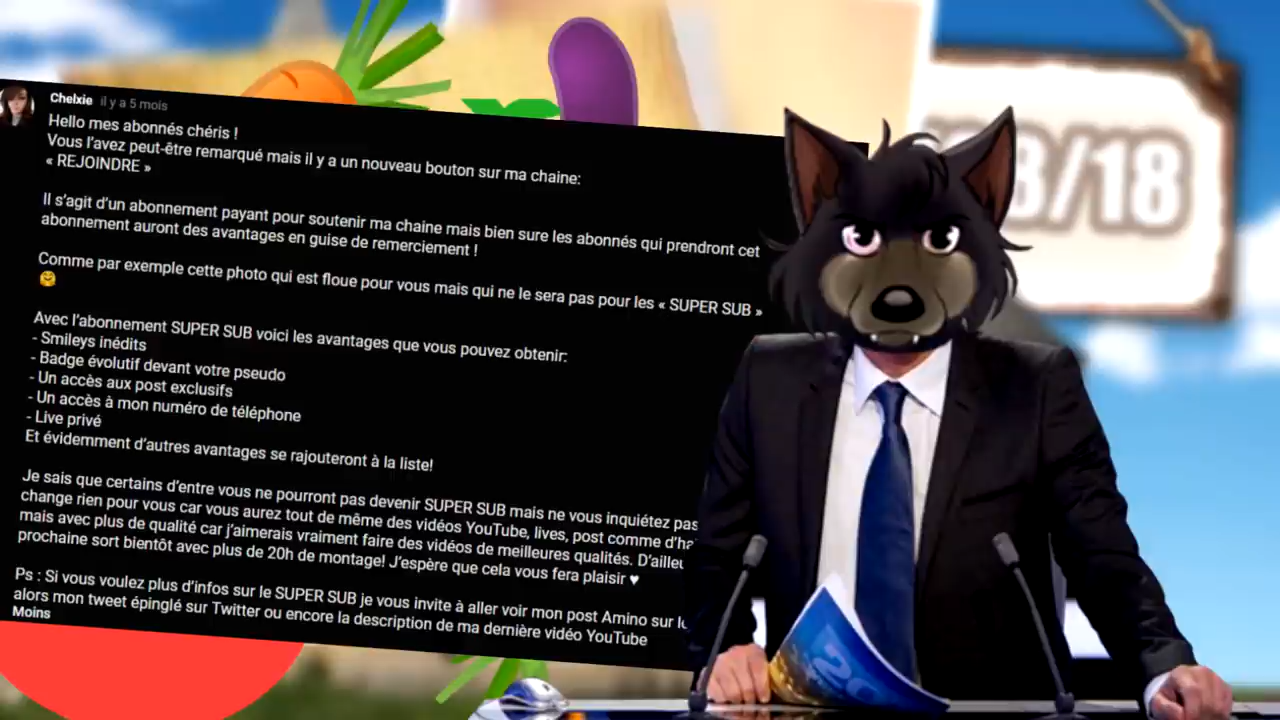 Chelxie il y a 5 mois
Hello mes abonnés chéris !
Vous l'avez peut-être remarqué mais il y a un nouveau bouton sur ma chaine:
« REJOINDRE »
Il s'agit d'un abonnement payant pour soutenir ma chaine mais bien sure les abonnés qui prendront cet
abonnement auront des avantages en guise de remerciement !
Comme par exemple cette photo qui est floue pour vous mais qui ne le sera pas pour les « SUPER SUB »
🤗
Avec l'abonnement SUPER SUB voici les avantages que vous pouvez obtenir:
- Smileys inédits
- Badge évolutif devant votre pseudo
- Un accès aux post exclusifs
- Un accès à mon numéro de téléphone
- Live privé
Et évidemment d'autres avantages se rajouteront à la liste!
Je sais que certains d'entre vous ne pourront pas devenir SUPER SUB mais ne vous inquiétez pas
change rien pour vous car vous aurez tout de même des vidéos YouTube, lives, post comme d'ha
mais avec plus de qualité car j'aimerais vraiment faire des vidéos de meilleures qualités. D'ailleu
prochaine sort bientôt avec plus de 20h de montage! J'espère que cela vous fera plaisir ♥
Ps : Si vous voulez plus d'infos sur le SUPER SUB je vous invite à aller voir mon post Amino sur le
alors mon tweet épinglé sur Twitter ou encore la description de ma dernière vidéo YouTube
Moins
8/18
20